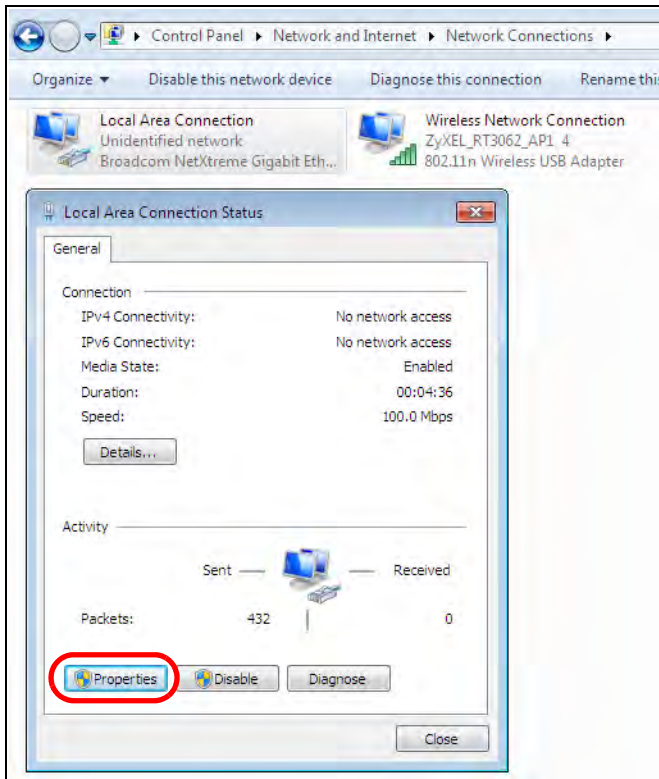 Control Panel ▸ Network and Internet ▸ Network Connections ▸
Organize ▾ Disable this network device Diagnose this connection Rename this
Local Area Connection
Unidentified network
Broadcom NetXtreme Gigabit Eth...
Wireless Network Connection
ZyXEL_RT3062_AP1 4
802.11n Wireless USB Adapter
Local Area Connection Status
General
Connection
IPv4 Connectivity: No network access
IPv6 Connectivity: No network access
Media State: Enabled
Duration: 00:04:36
Speed: 100.0 Mbps
Details...
Activity
Sent Received
Packets: 432 0
Properties Disable Diagnose
Close